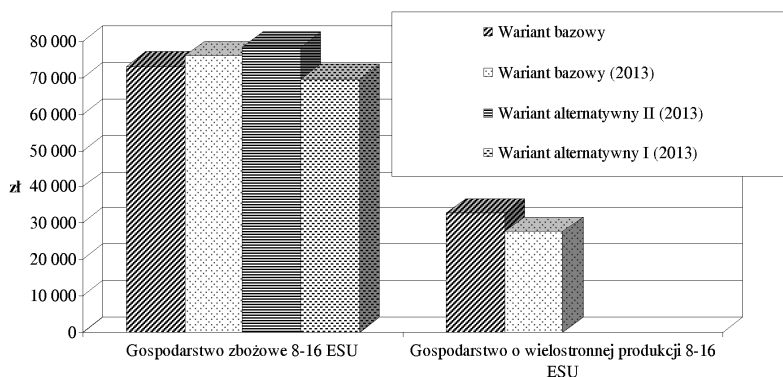 80 000
70 000
60 000
50 000
40 000
30 000
20 000
10 000
0
zł
Wariant bazowy
Wariant bazowy (2013)
Wariant alternatywny II (2013)
Wariant alternatywny I (2013)
Gospodarstwo zbożowe 8-16 ESU
Gospodarstwo o wielostronnej produkcji 8-16
ESU